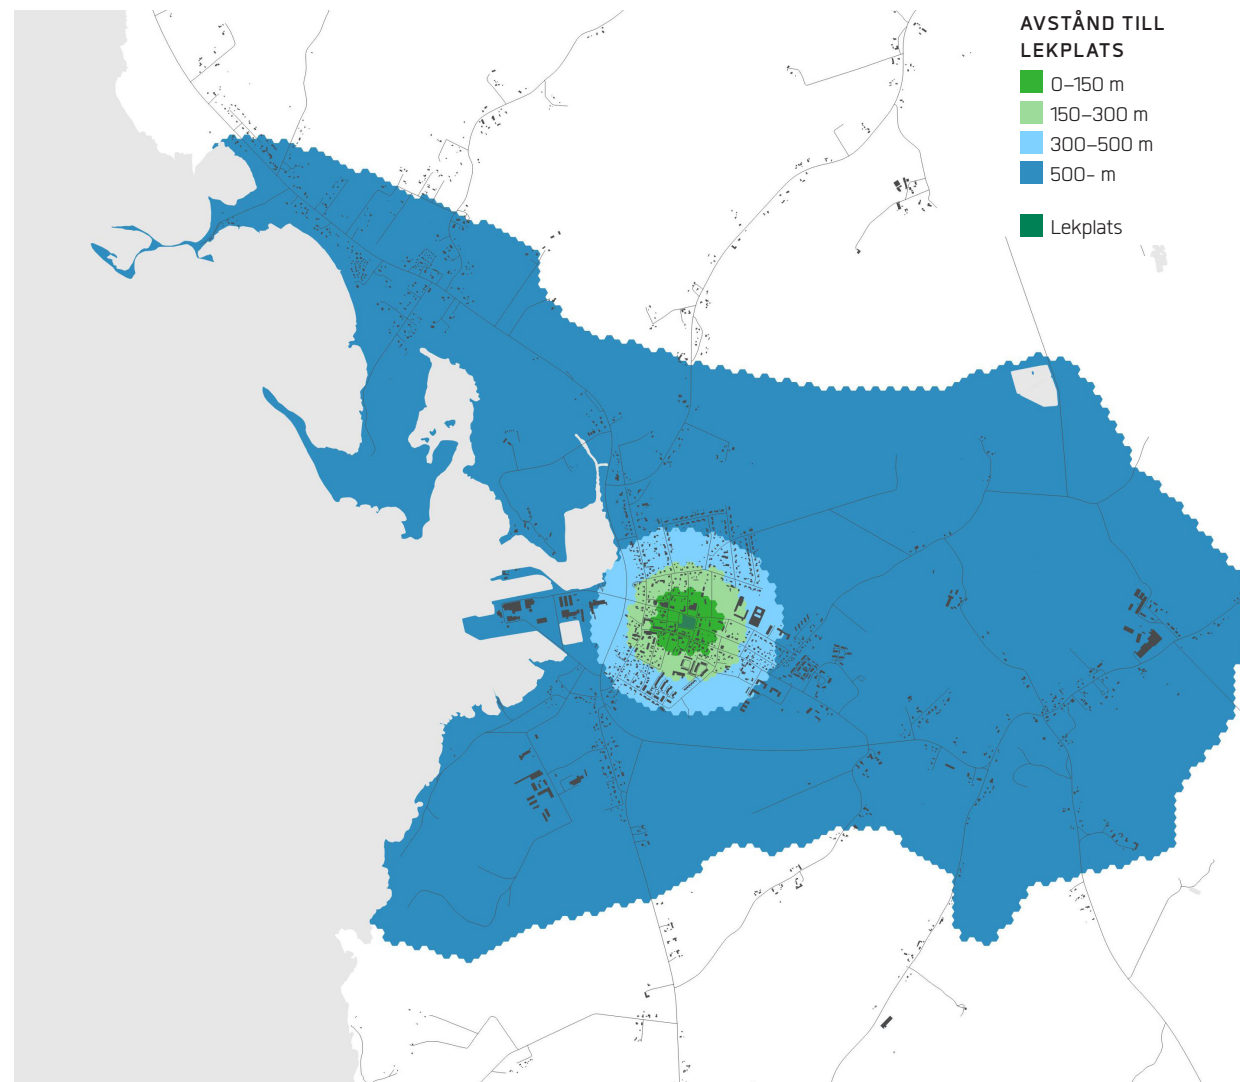 AVSTÅND TILL
LEKPLATS
0–150 m
150–300 m
300–500 m
500- m
Lekplats